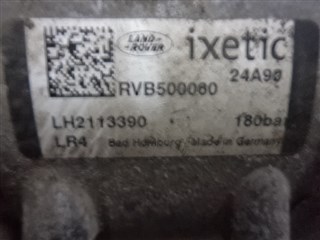 LAND ROVER ixetic
24A90
RVB500060
LH2113390 180bar
LR4 Bad Homburg / Made in Germany